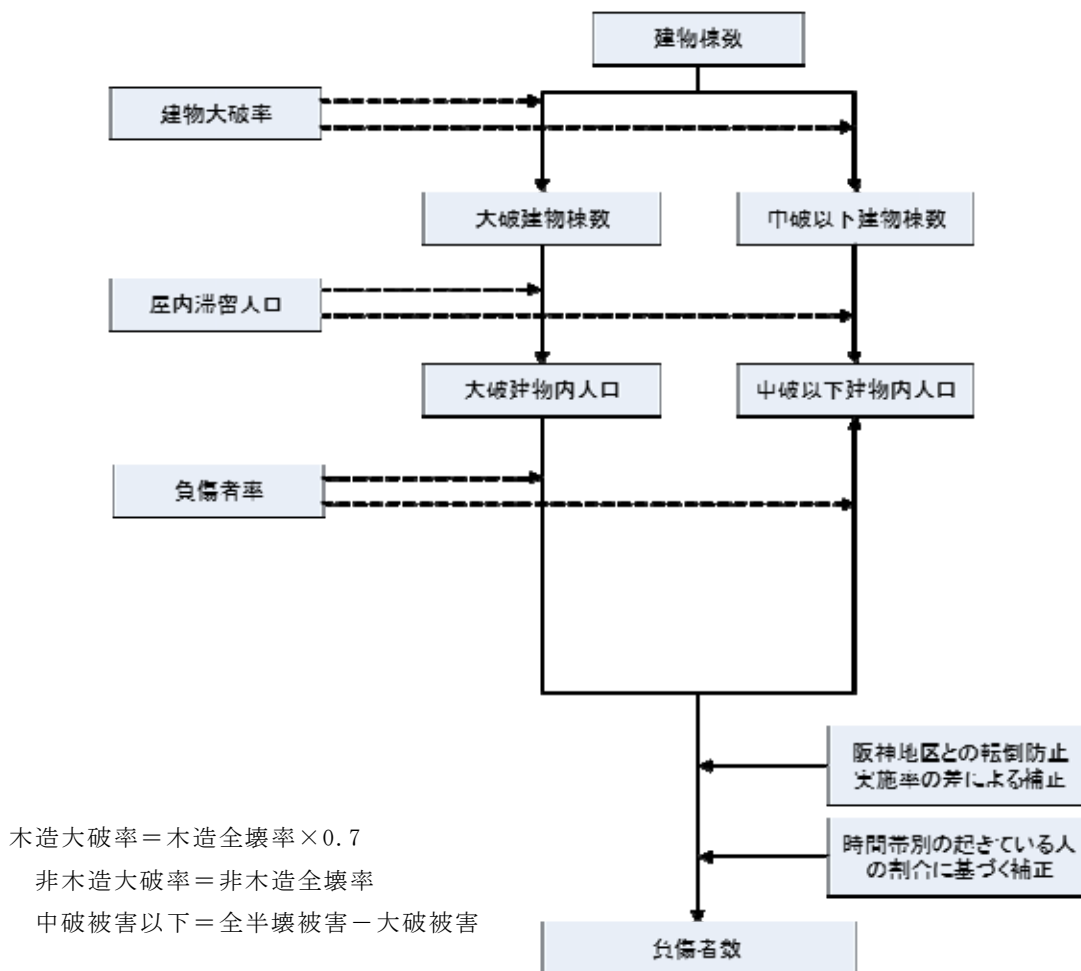 建物棟数
建物大破率
大破建物棟数
中破以下建物棟数
屋内滞留人口
大破建物内人口
中破以下建物内人口
負傷者率
阪神地区との転倒防止
実施率の差による補正
時間帯別の起きている人
の割合に基づく補正
負傷者数
木造大破率＝木造全壊率×0.7
非木造大破率＝非木造全壊率
中破被害以下＝全半壊被害－大破被害